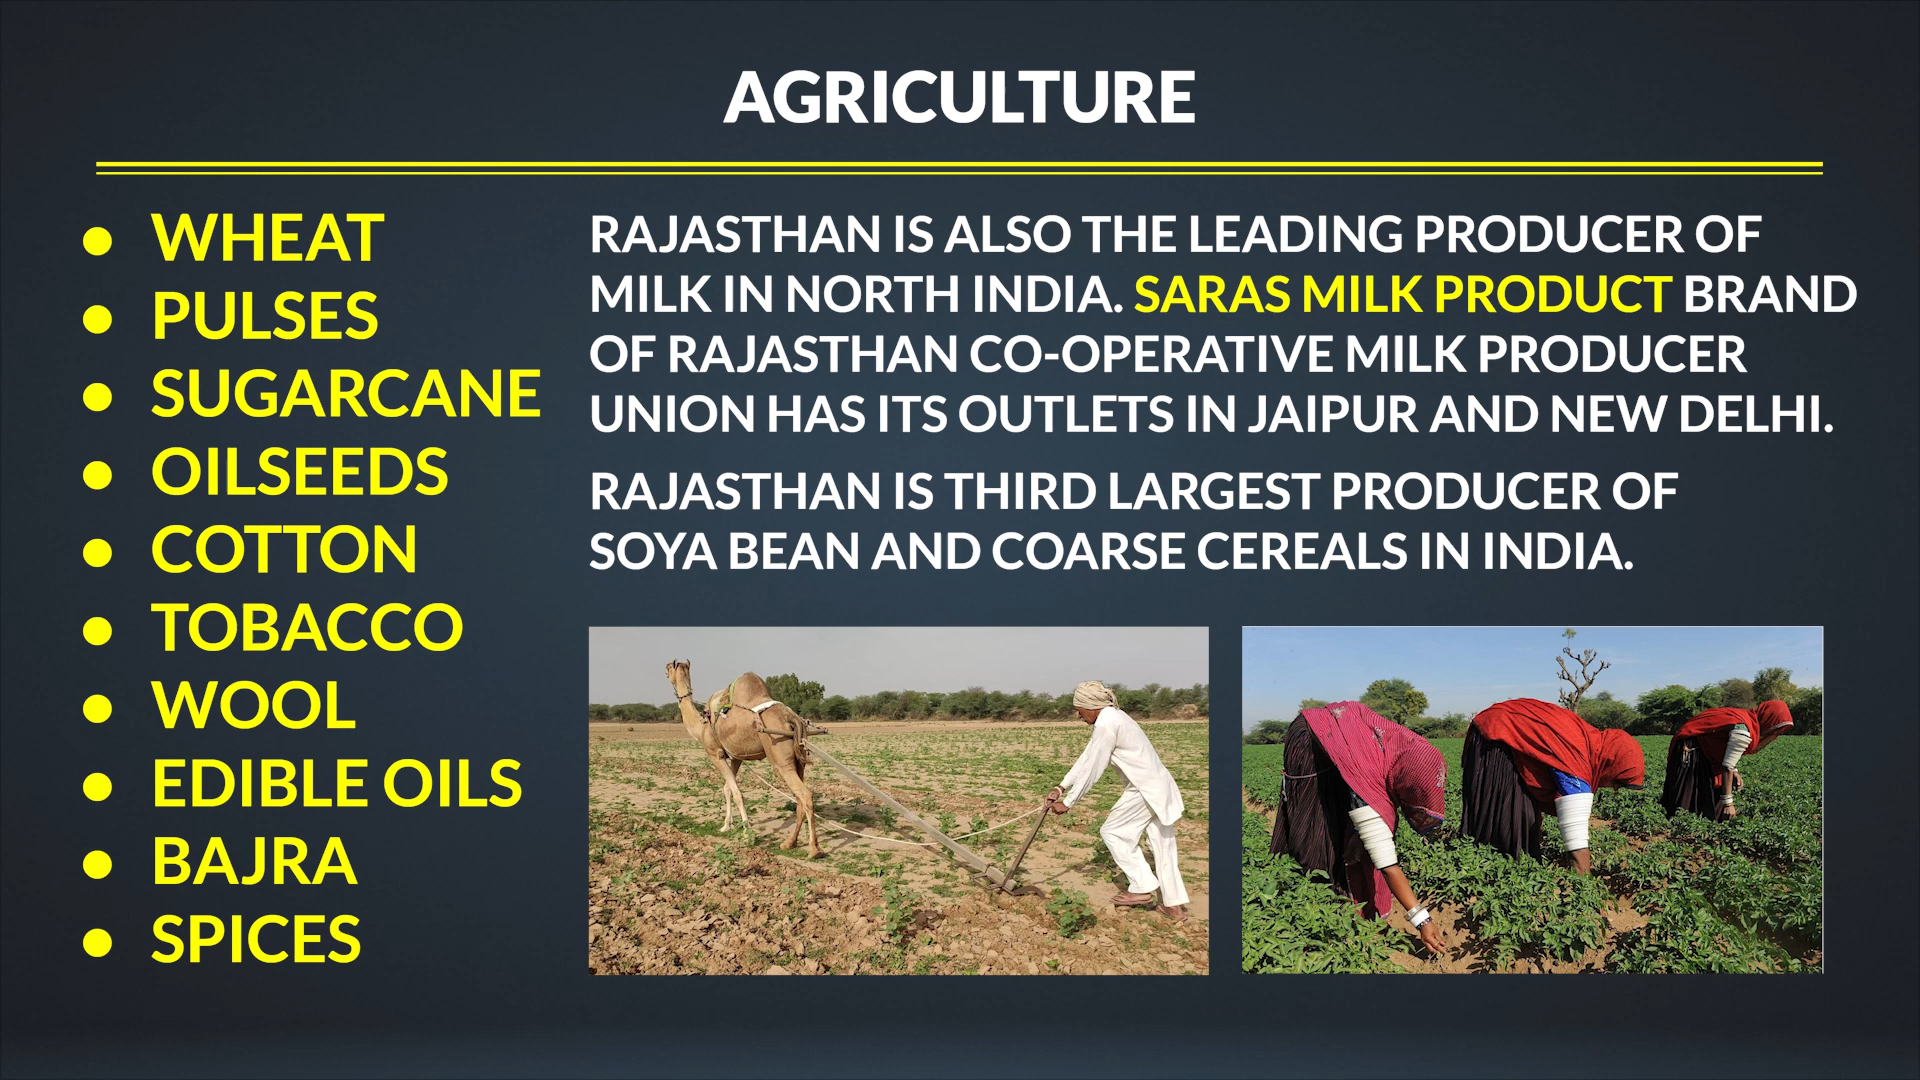 AGRICULTURE
● WHEAT
● PULSES
● SUGARCANE
● OILSEEDS
● COTTON
● TOBACCO
● WOOL
● EDIBLE OILS
● BAJRA
● SPICES
RAJASTHAN IS ALSO THE LEADING PRODUCER OF
MILK IN NORTH INDIA. SARAS MILK PRODUCT BRAND
OF RAJASTHAN CO-OPERATIVE MILK PRODUCER
UNION HAS ITS OUTLETS IN JAIPUR AND NEW DELHI.
RAJASTHAN IS THIRD LARGEST PRODUCER OF
SOYA BEAN AND COARSE CEREALS IN INDIA.